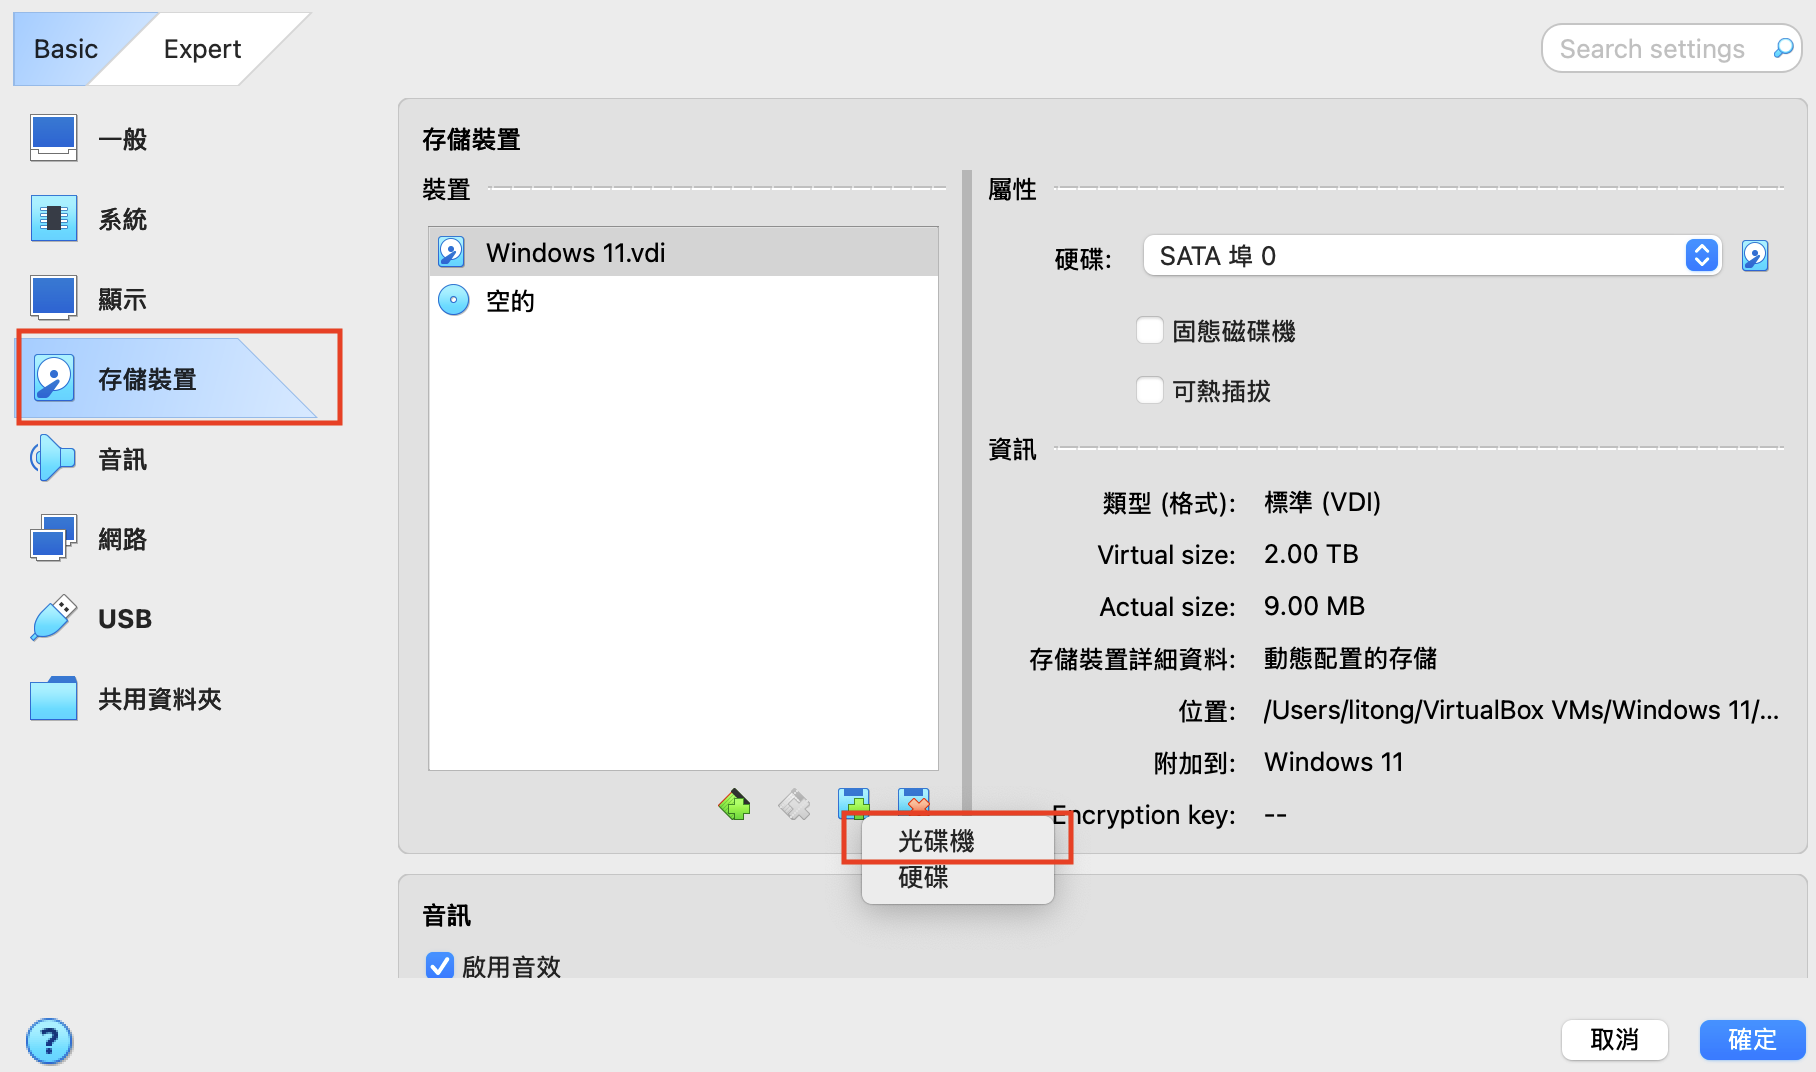 Basic
Expert
Search settings
一般
系統
顯示
存儲裝置
音訊
網路
USB
共用資料夾
存儲裝置
裝置
Windows 11.vdi
空的
屬性
硬碟: SATA 埠 0
固態磁碟機
可熱插拔
資訊
類型 (格式): 標準 (VDI)
Virtual size: 2.00 TB
Actual size: 9.00 MB
存儲裝置詳細資料: 動態配置的存儲
位置: /Users/litong/VirtualBox VMs/Windows 11/...
附加到: Windows 11
Encryption key: --
光碟機
硬碟
音訊
啟用音效
?
取消
確定